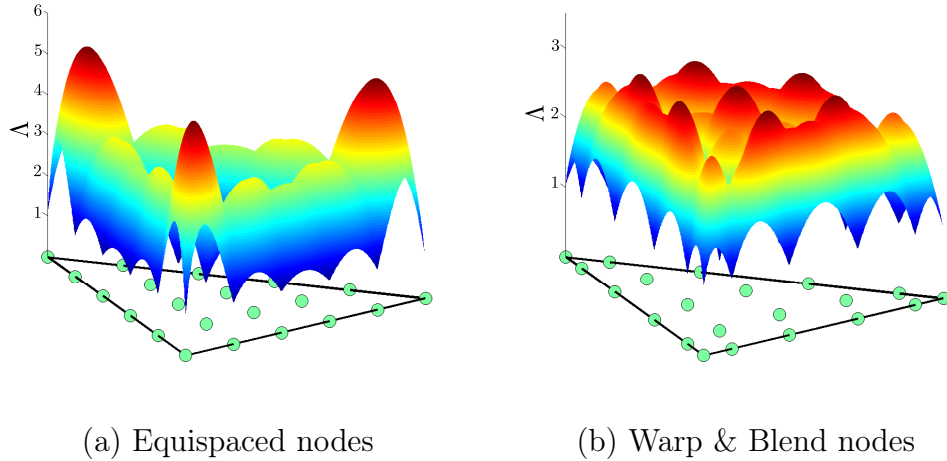 6
5
4
3
2
1
Λ
3
2
1
Λ
(a) Equispaced nodes
(b) Warp & Blend nodes